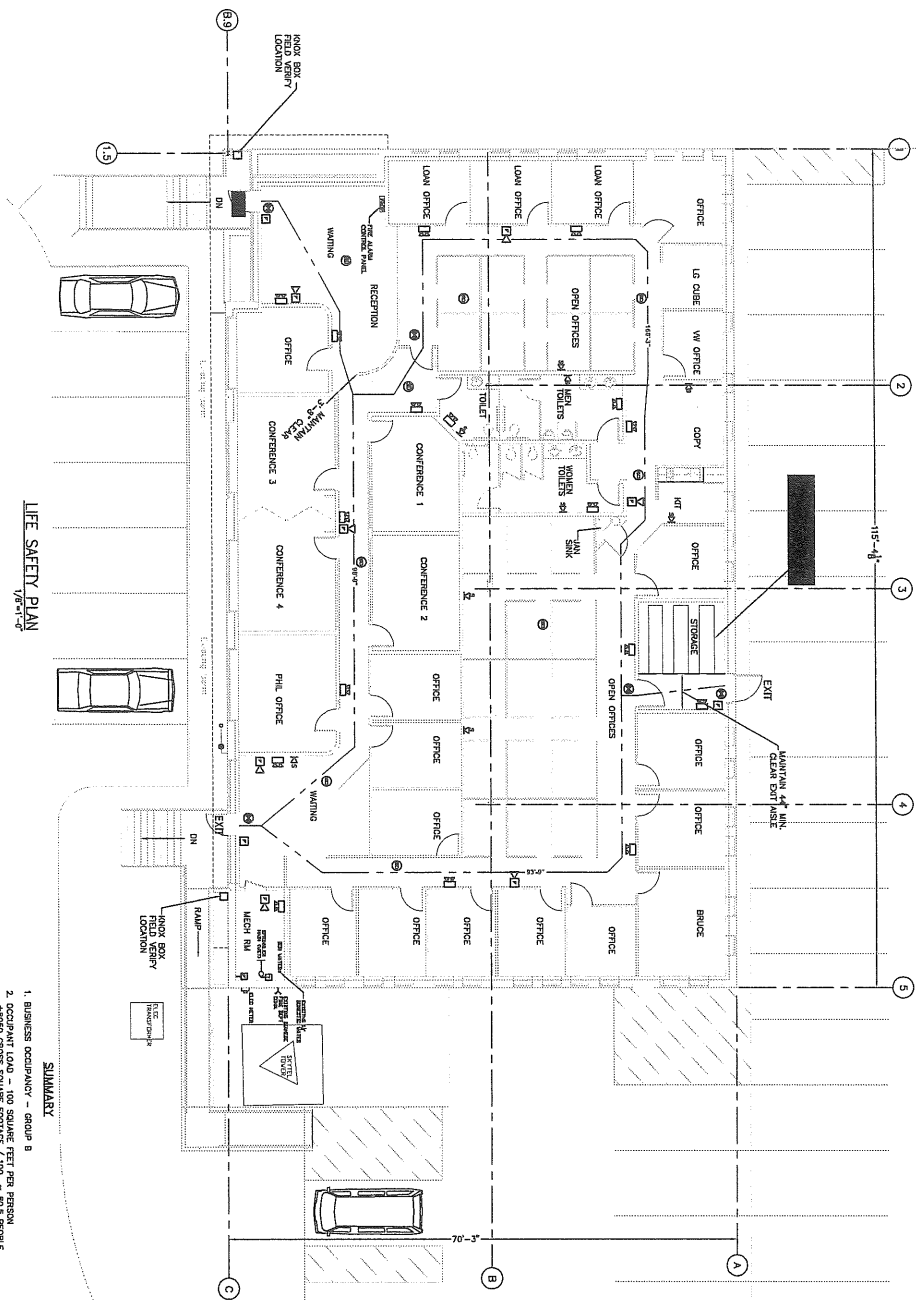 1
2
3
4
5
115'-4 1/8"
A
B
C
70'-3"
B.9
1.5
KNOX BOX
FIELD VERIFY
LOCATION
DN
WAITING
RECEPTION
FIRE ALARM
CONTROL PANEL
LOAN OFFICE
LOAN OFFICE
LOAN OFFICE
OFFICE
LG CUBE
VW OFFICE
COPY
KIT
OFFICE
STORAGE
EXIT
MAINTAIN 44" MIN.
CLEAR EXIT AISLE
OFFICE
OFFICE
BRUCE
OPEN OFFICES
TOILET
MEN
TOILETS
WOMEN
TOILETS
JAN
SINK
OPEN OFFICES
93'-9"
OFFICE
CONFERENCE 3
MAINTAIN
3'-8" CLEAR
CONFERENCE 1
CONFERENCE 2
CONFERENCE 4
PHIL OFFICE
OFFICE
OFFICE
OFFICE
WAITING
EXIT
DN
OFFICE
OFFICE
OFFICE
OFFICE
OFFICE
MECH RM
RAMP
KNOX BOX
FIELD VERIFY
LOCATION
ELEC METER
ELEC
TRANSFORMER
SKYTEL
TOWER
LIFE SAFETY PLAN
1/8"=1'-0"
SUMMARY
1. BUSINESS OCCUPANCY - GROUP B
2. OCCUPANT LOAD - 100 SQUARE FEET PER PERSON